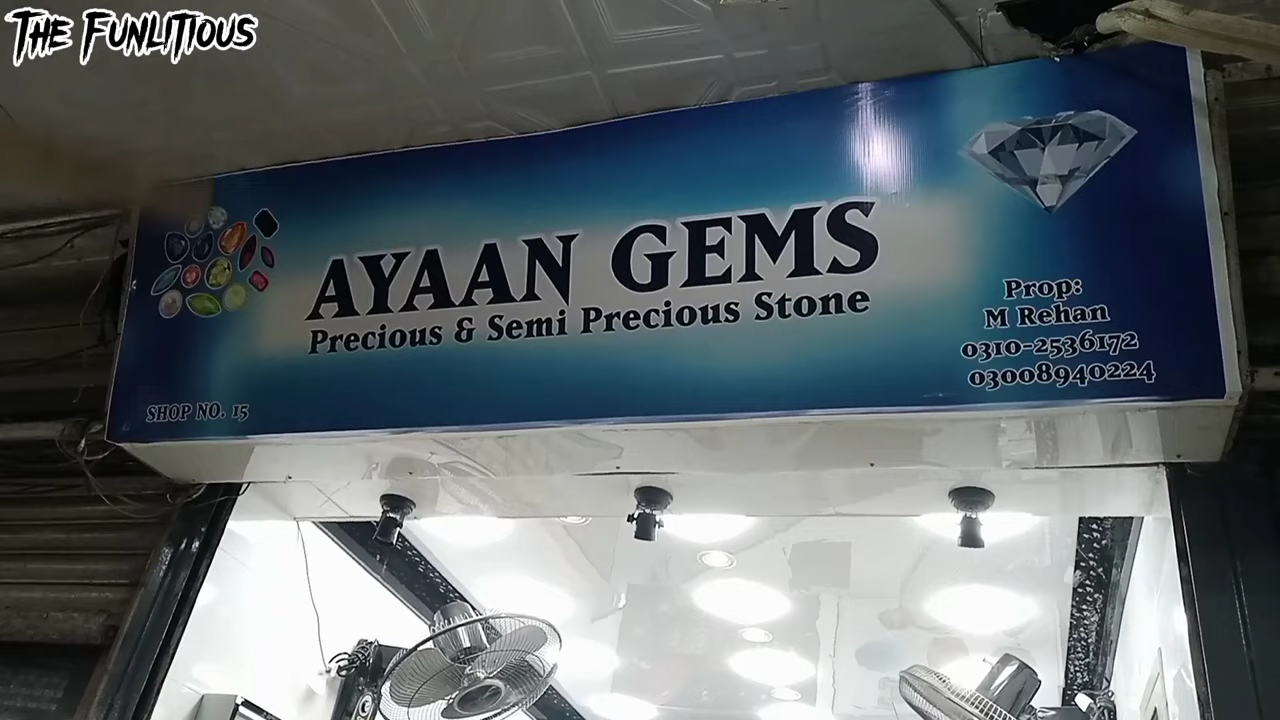 The Funlitious
AYAAN GEMS
Precious & Semi Precious Stone
SHOP NO. 15
Prop:
M Rehan
0310-2536172
03008940224